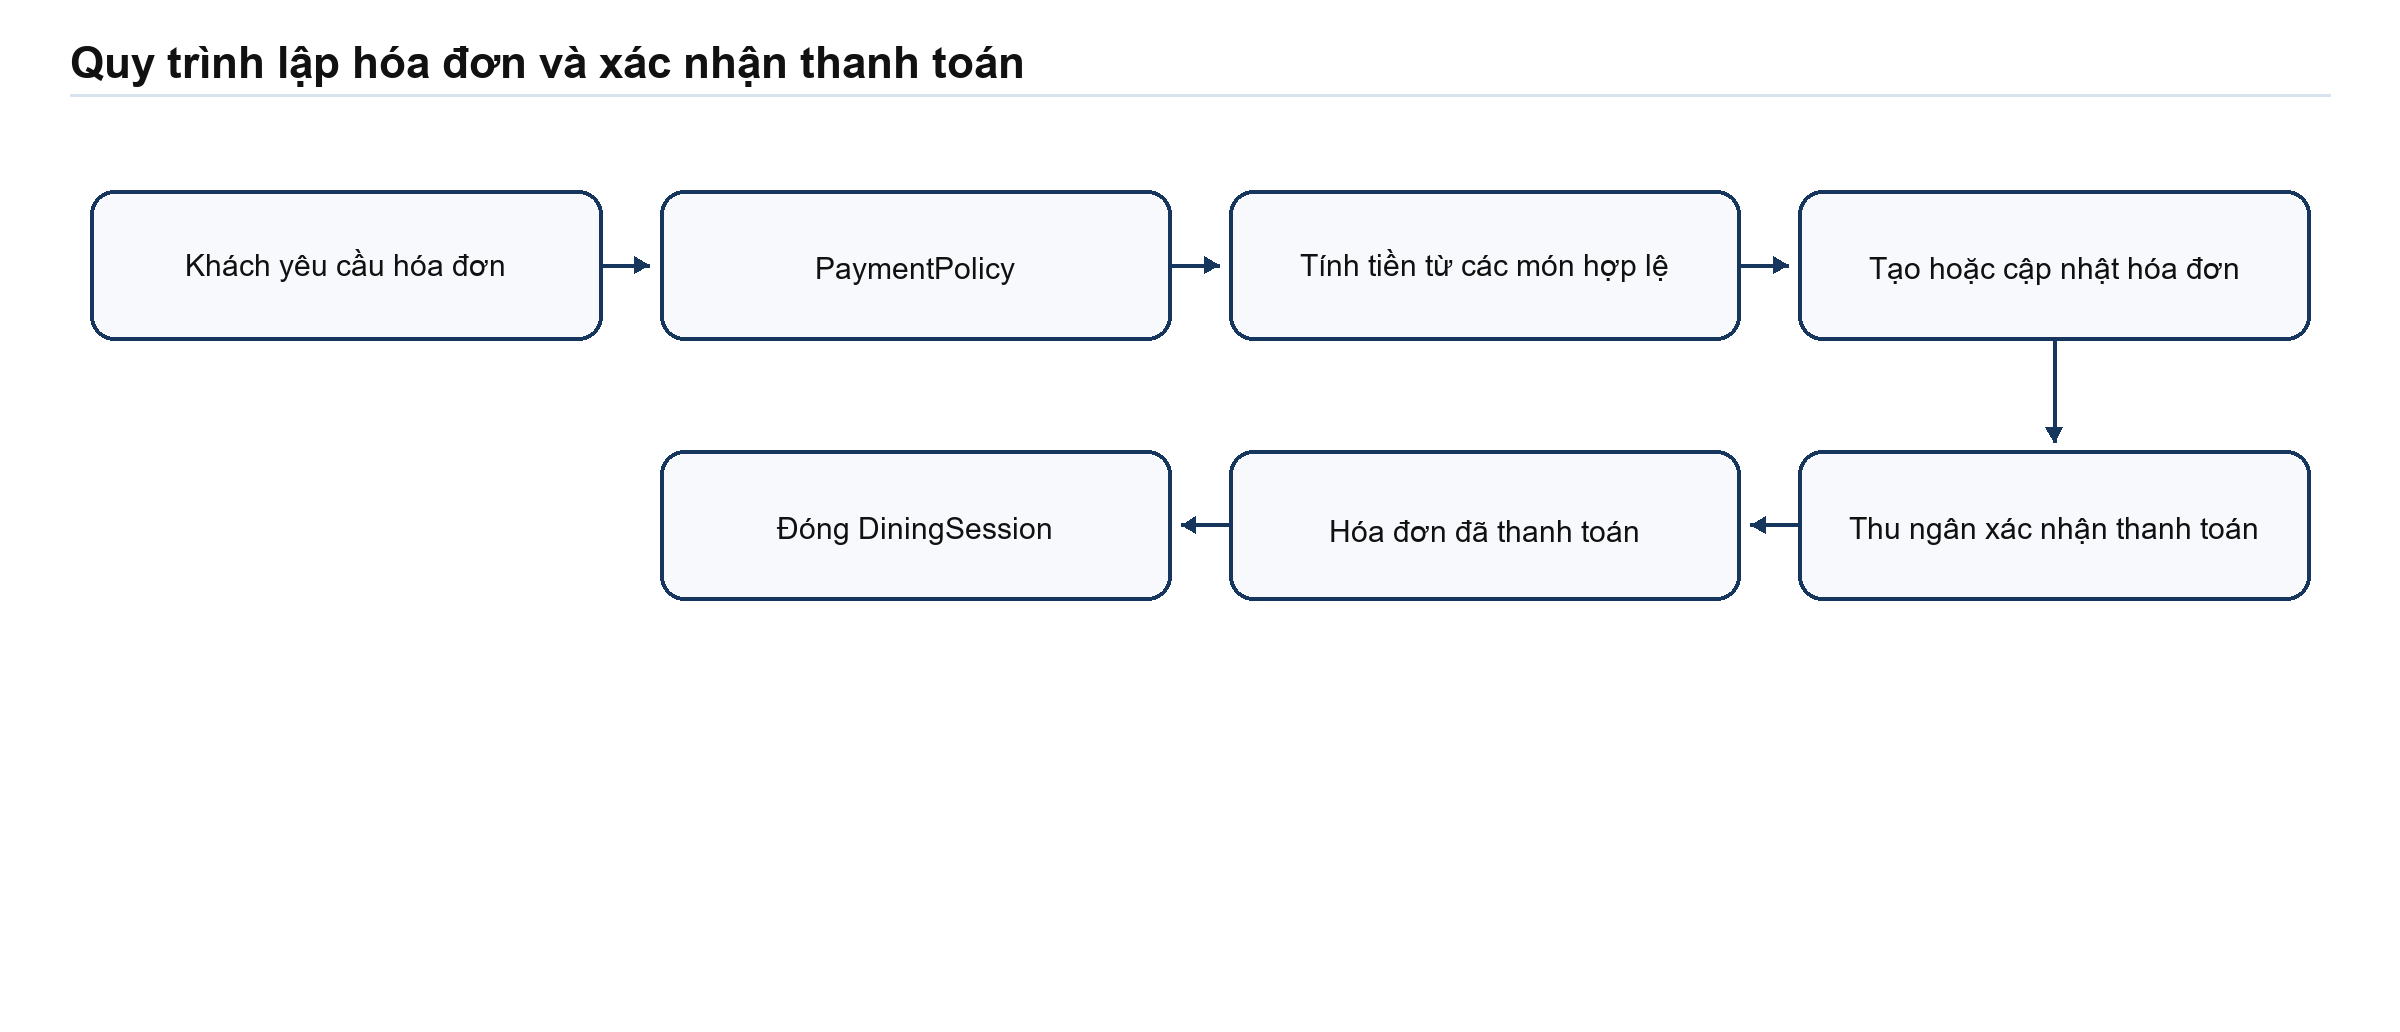 Quy trình lập hóa đơn và xác nhận thanh toán
Khách yêu cầu hóa đơn
PaymentPolicy
Tính tiền từ các món hợp lệ
Tạo hoặc cập nhật hóa đơn
Thu ngân xác nhận thanh toán
Hóa đơn đã thanh toán
Đóng DiningSession